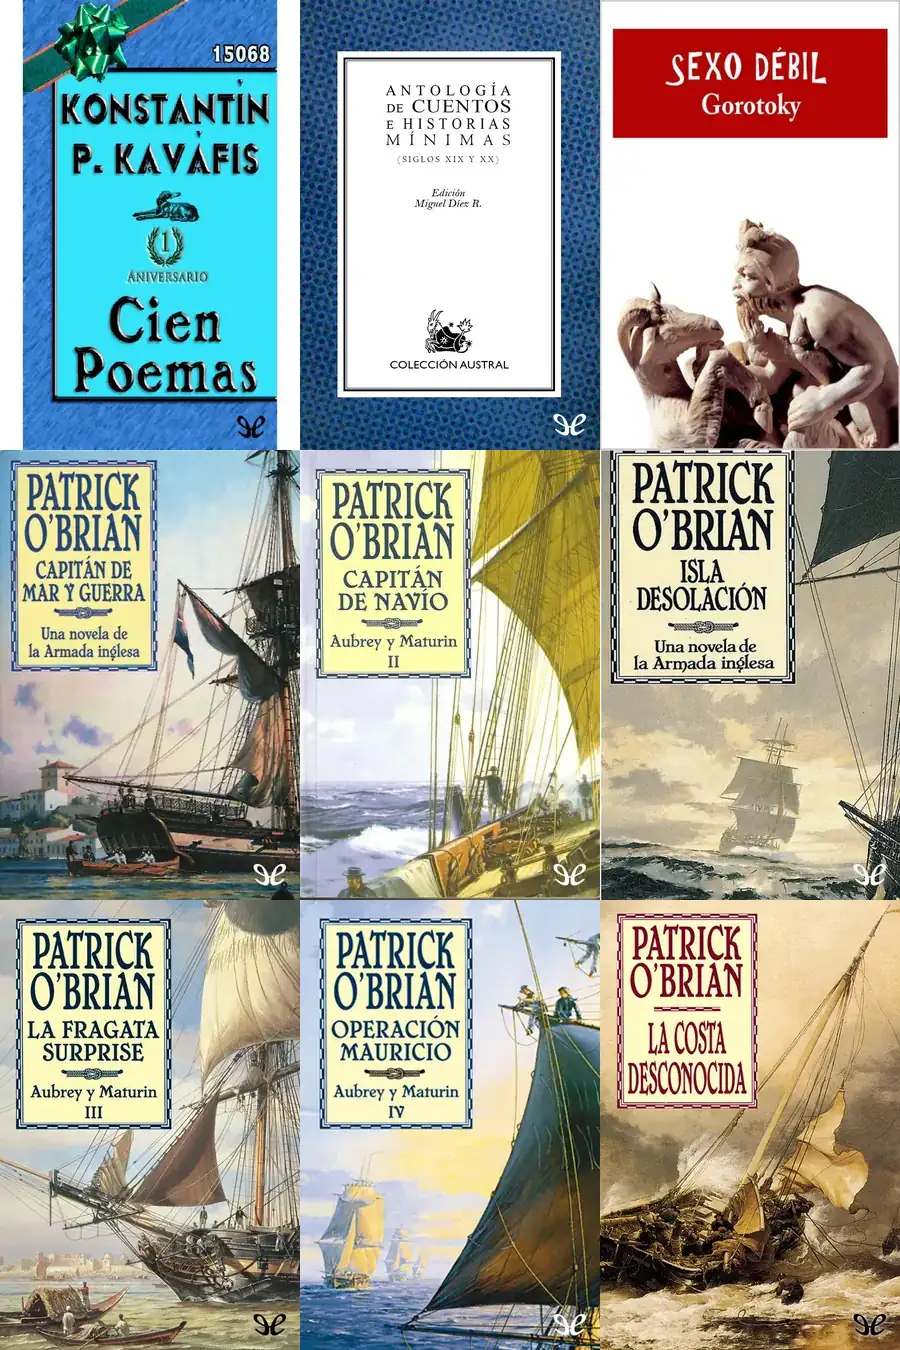 15068
KONSTANTÍN
P. KAVÁFIS
1
ANIVERSARIO
Cien
Poemas
ANTOLOGÍA
DE CUENTOS
E HISTORIAS
MÍNIMAS
(SIGLOS XIX Y XX)
Edición
Miguel Díez R.
COLECCIÓN AUSTRAL
SEXO DÉBIL
Gorotoky
PATRICK
O'BRIAN
CAPITÁN DE
MAR Y GUERRA
Una novela de
la Armada inglesa
PATRICK
O'BRIAN
CAPITÁN
DE NAVÍO
Aubrey y Maturin
II
PATRICK
O'BRIAN
ISLA
DESOLACIÓN
Una novela de
la Armada inglesa
PATRICK
O'BRIAN
LA FRAGATA
SURPRISE
Aubrey y Maturin
III
PATRICK
O'BRIAN
OPERACIÓN
MAURICIO
Aubrey y Maturin
IV
PATRICK
O'BRIAN
LA COSTA
DESCONOCIDA